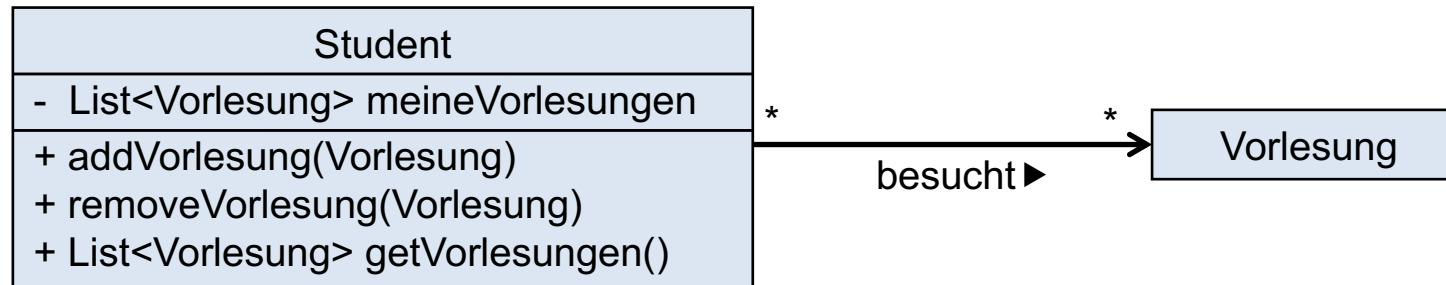 Student
- List<Vorlesung> meineVorlesungen
+ addVorlesung(Vorlesung)
+ removeVorlesung(Vorlesung)
+ List<Vorlesung> getVorlesungen()
* *
besucht ▶
Vorlesung